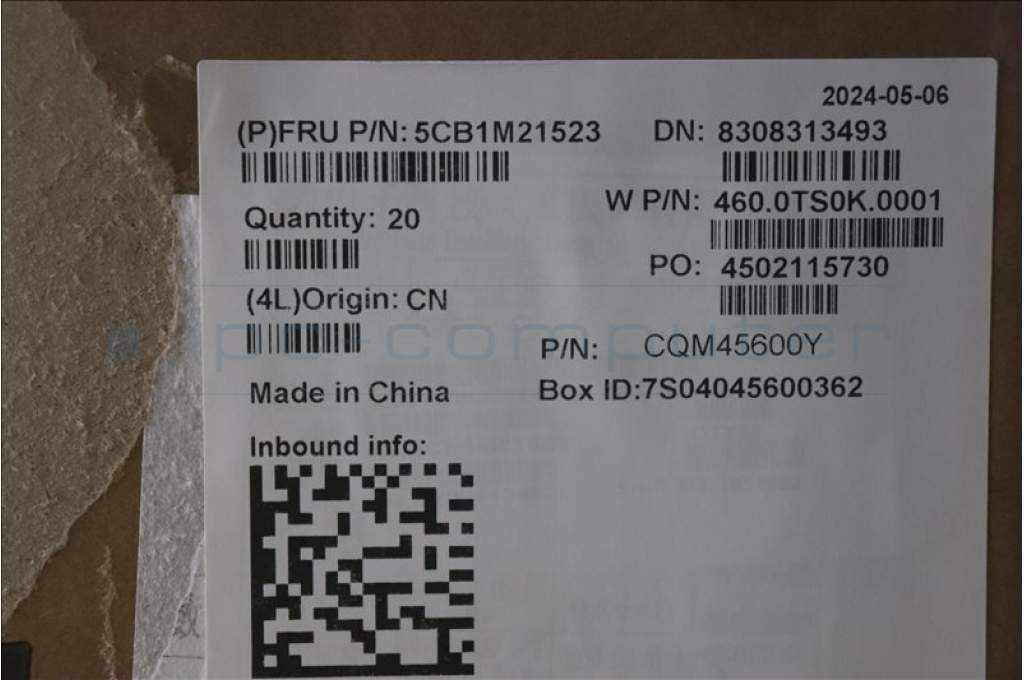 2024-05-06
(P)FRU P/N: 5CB1M21523
DN: 8308313493
W P/N: 460.0TS0K.0001
Quantity: 20
PO: 4502115730
(4L)Origin: CN
P/N: CQM45600Y
Made in China
Box ID:7S04045600362
Inbound info: